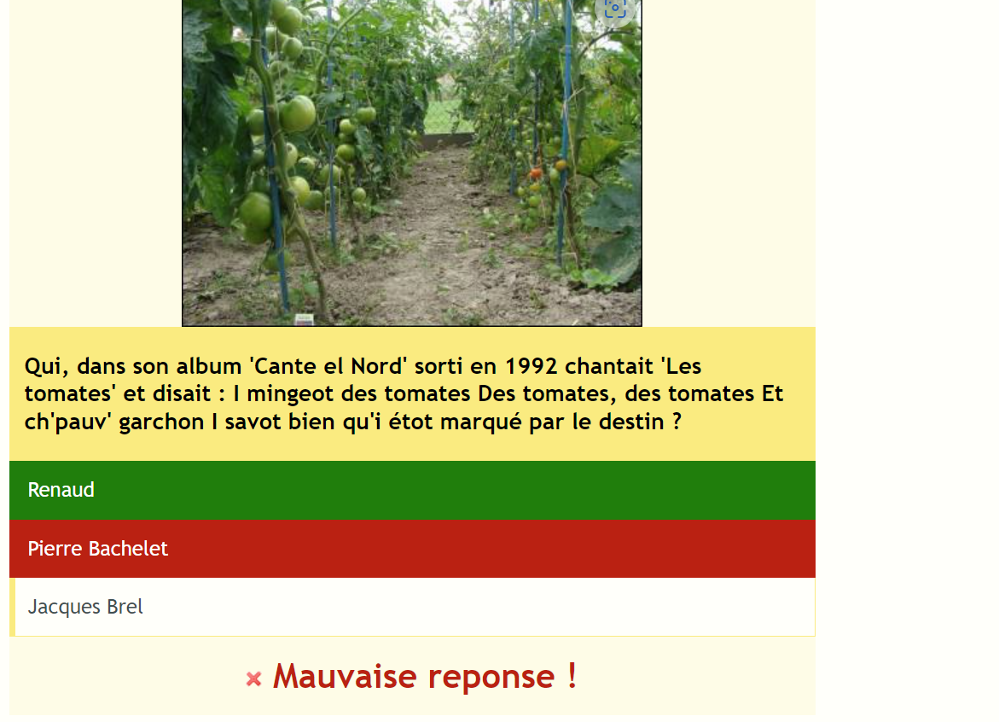 Qui, dans son album 'Cante el Nord' sorti en 1992 chantait 'Les
tomates' et disait : I mingeot des tomates Des tomates, des tomates Et
ch'pauv' garchon I savot bien qu'i étot marqué par le destin ?
Renaud
Pierre Bachelet
Jacques Brel
Mauvaise reponse !